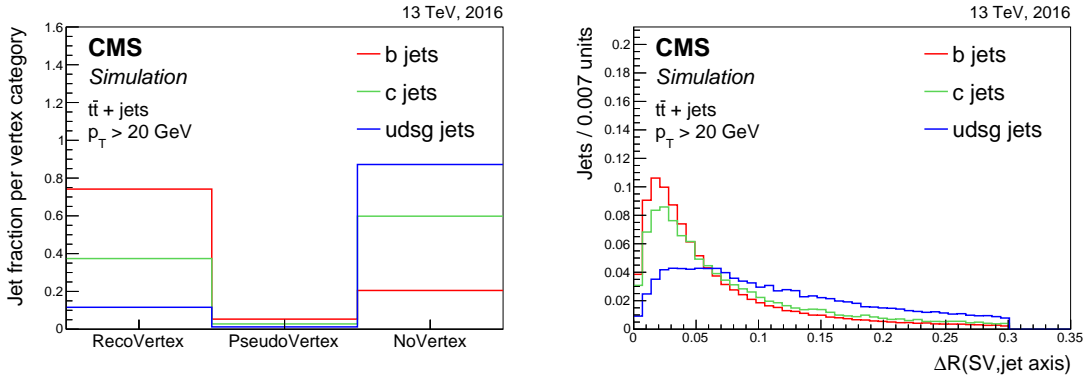 13 TeV, 2016
Jet fraction per vertex category
1.6
1.4
1.2
1
0.8
0.6
0.4
0.2
0
CMS
Simulation
tt̄ + jets
p_T > 20 GeV
b jets
c jets
udsg jets
RecoVertex PseudoVertex NoVertex
13 TeV, 2016
Jets / 0.007 units
0.2
0.18
0.16
0.14
0.12
0.1
0.08
0.06
0.04
0.02
0
CMS
Simulation
tt̄ + jets
p_T > 20 GeV
b jets
c jets
udsg jets
0 0.05 0.1 0.15 0.2 0.25 0.3 0.35
ΔR(SV,jet axis)